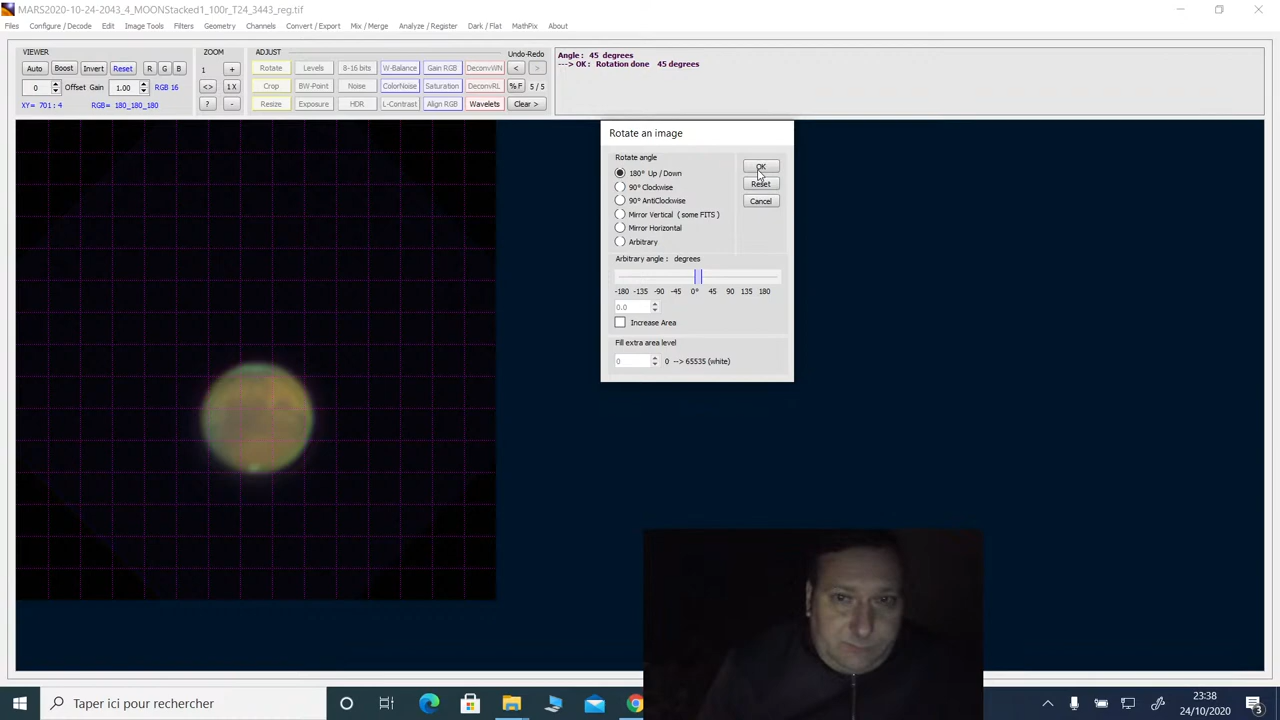 MARS2020-10-24-2043_4_MOONStacked1_100r_T24_3443_reg.tif
Files Configure / Decode Edit Image Tools Filters Geometry Channels Convert / Export Mix / Merge Analyze / Register Dark / Flat MathPix About
VIEWER ZOOM ADJUST Undo-Redo
Auto Boost Invert Reset R G B 1 + Rotate Levels 8-16 bits W-Balance Gain RGB DeconvWN < >
0 Offset Gain 1.00 RGB 16 <> 1 X Crop BW-Point Noise ColorNoise Saturation DeconvRL % F 5 / 5
XY= 701 : 4 RGB= 180_180_180 ? - Resize Exposure HDR L-Contrast Align RGB Wavelets Clear >
Angle : 45 degrees
---> OK : Rotation done 45 degrees
Rotate an image
Rotate angle
OK
180° Up / Down
Reset
90° Clockwise
90° AntiClockwise
Cancel
Mirror Vertical ( some FITS )
Mirror Horizontal
Arbitrary
Arbitrary angle : degrees
-180 -135 -90 -45 0° 45 90 135 180
0.0
Increase Area
Fill extra area level
0 0 --> 65535 (white)
Taper ici pour rechercher
23:38
24/10/2020
3